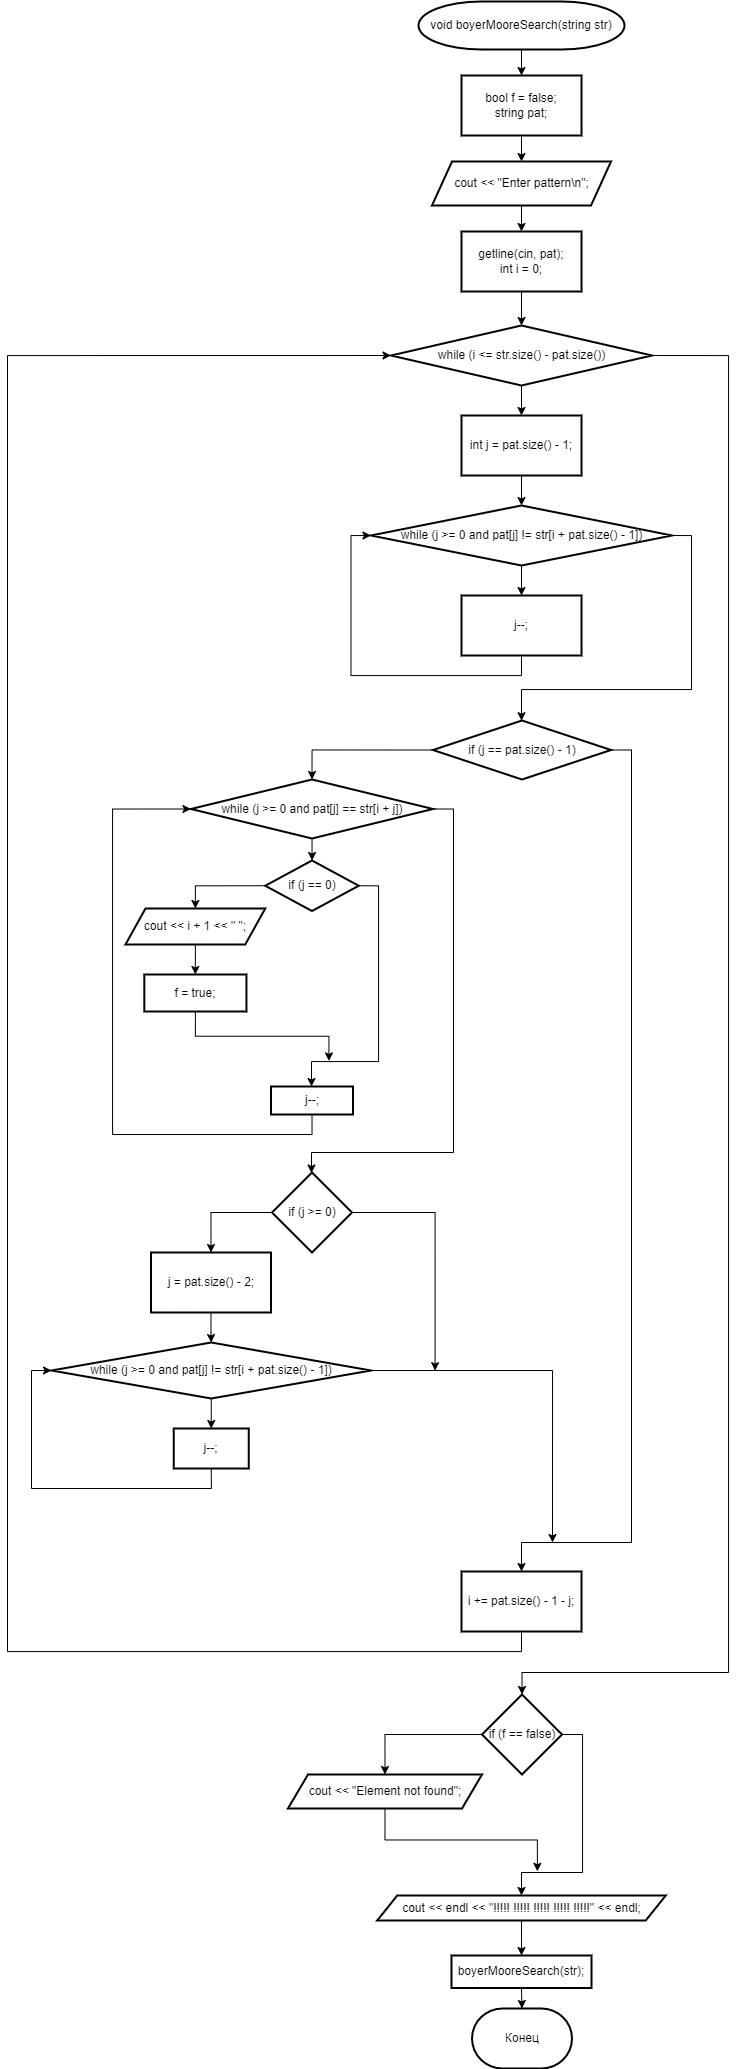 void boyerMooreSearch(string str)
bool f = false;
string pat;
cout << "Enter pattern\n";
getline(cin, pat);
int i = 0;
while (i <= str.size() - pat.size())
int j = pat.size() - 1;
while (j >= 0 and pat[j] != str[i + pat.size() - 1])
j--;
if (j == pat.size() - 1)
while (j >= 0 and pat[j] == str[i + j])
if (j == 0)
cout << i + 1 << " ";
f = true;
j--;
if (j >= 0)
j = pat.size() - 2;
while (j >= 0 and pat[j] != str[i + pat.size() - 1])
j--;
i += pat.size() - 1 - j;
if (f == false)
cout << "Element not found";
cout << endl << "!!!!! !!!!! !!!!! !!!!! !!!!!" << endl;
boyerMooreSearch(str);
Конец